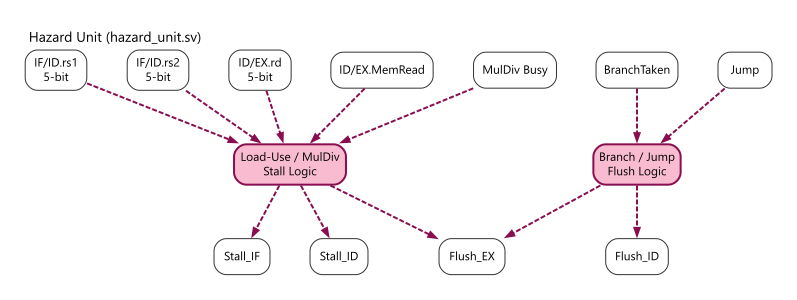 Hazard Unit (hazard_unit.sv)
IF/ID.rs1
5-bit
IF/ID.rs2
5-bit
ID/EX.rd
5-bit
ID/EX.MemRead
MulDiv Busy
BranchTaken
Jump
Load-Use / MulDiv
Stall Logic
Branch / Jump
Flush Logic
Stall_IF
Stall_ID
Flush_EX
Flush_ID